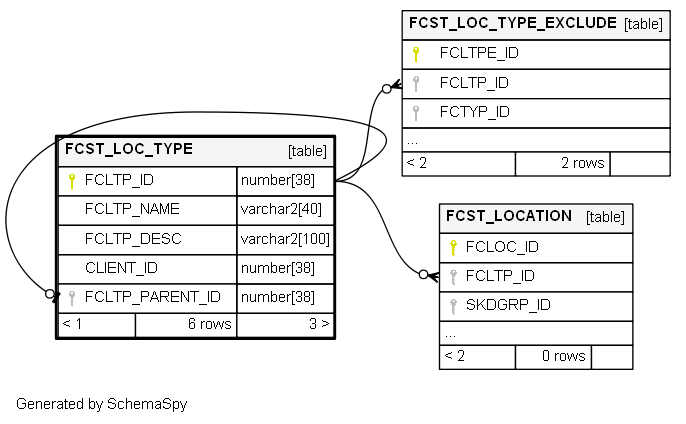 FCST_LOC_TYPE_EXCLUDE [table]
FCLTPE_ID
FCLTP_ID
FCTYP_ID
...
< 2 2 rows
FCST_LOC_TYPE [table]
FCLTP_ID number[38]
FCLTP_NAME varchar2[40]
FCLTP_DESC varchar2[100]
CLIENT_ID number[38]
FCLTP_PARENT_ID number[38]
< 1 6 rows 3 >
FCST_LOCATION [table]
FCLOC_ID
FCLTP_ID
SKDGRP_ID
...
< 2 0 rows
Generated by SchemaSpy